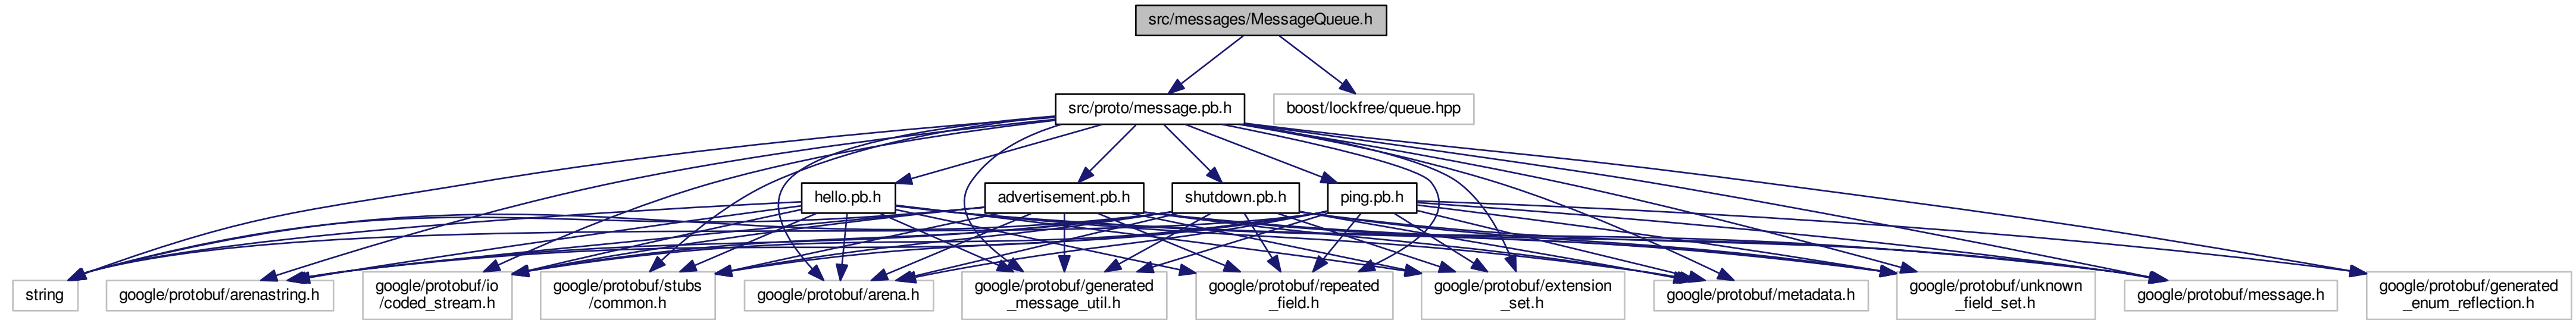 src/messages/MessageQueue.h
src/proto/message.pb.h
boost/lockfree/queue.hpp
hello.pb.h
advertisement.pb.h
shutdown.pb.h
ping.pb.h
string
google/protobuf/arenastring.h
google/protobuf/io
/coded_stream.h
google/protobuf/stubs
/common.h
google/protobuf/arena.h
google/protobuf/generated
_message_util.h
google/protobuf/repeated
_field.h
google/protobuf/extension
_set.h
google/protobuf/metadata.h
google/protobuf/unknown
_field_set.h
google/protobuf/message.h
google/protobuf/generated
_enum_reflection.h